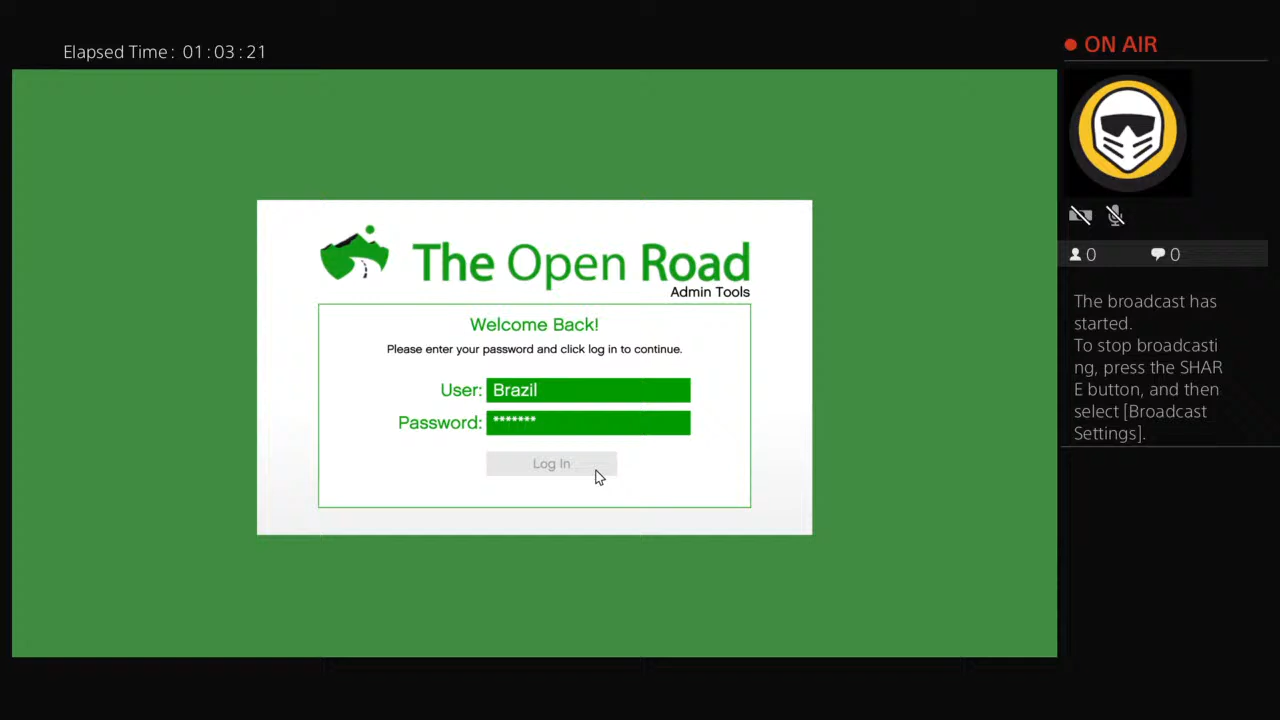 Elapsed Time: 01:03:21
ON AIR
The Open Road
Admin Tools
Welcome Back!
Please enter your password and click log in to continue.
User: Brazil
Password: *******
Log In
0 0
The broadcast has
started.
To stop broadcasti
ng, press the SHAR
E button, and then
select [Broadcast
Settings].